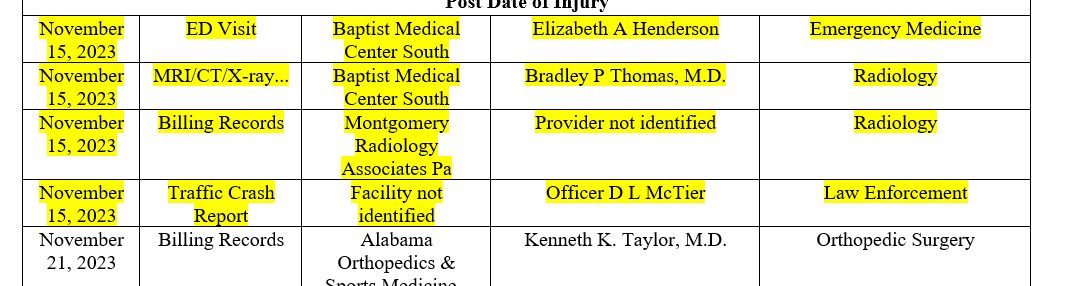 Post Date of Injury
November 15, 2023 ED Visit Baptist Medical Center South Elizabeth A Henderson Emergency Medicine
November 15, 2023 MRI/CT/X-ray... Baptist Medical Center South Bradley P Thomas, M.D. Radiology
November 15, 2023 Billing Records Montgomery Radiology Associates Pa Provider not identified Radiology
November 15, 2023 Traffic Crash Report Facility not identified Officer D L McTier Law Enforcement
November 21, 2023 Billing Records Alabama Orthopedics & Sports Medicine Kenneth K. Taylor, M.D. Orthopedic Surgery